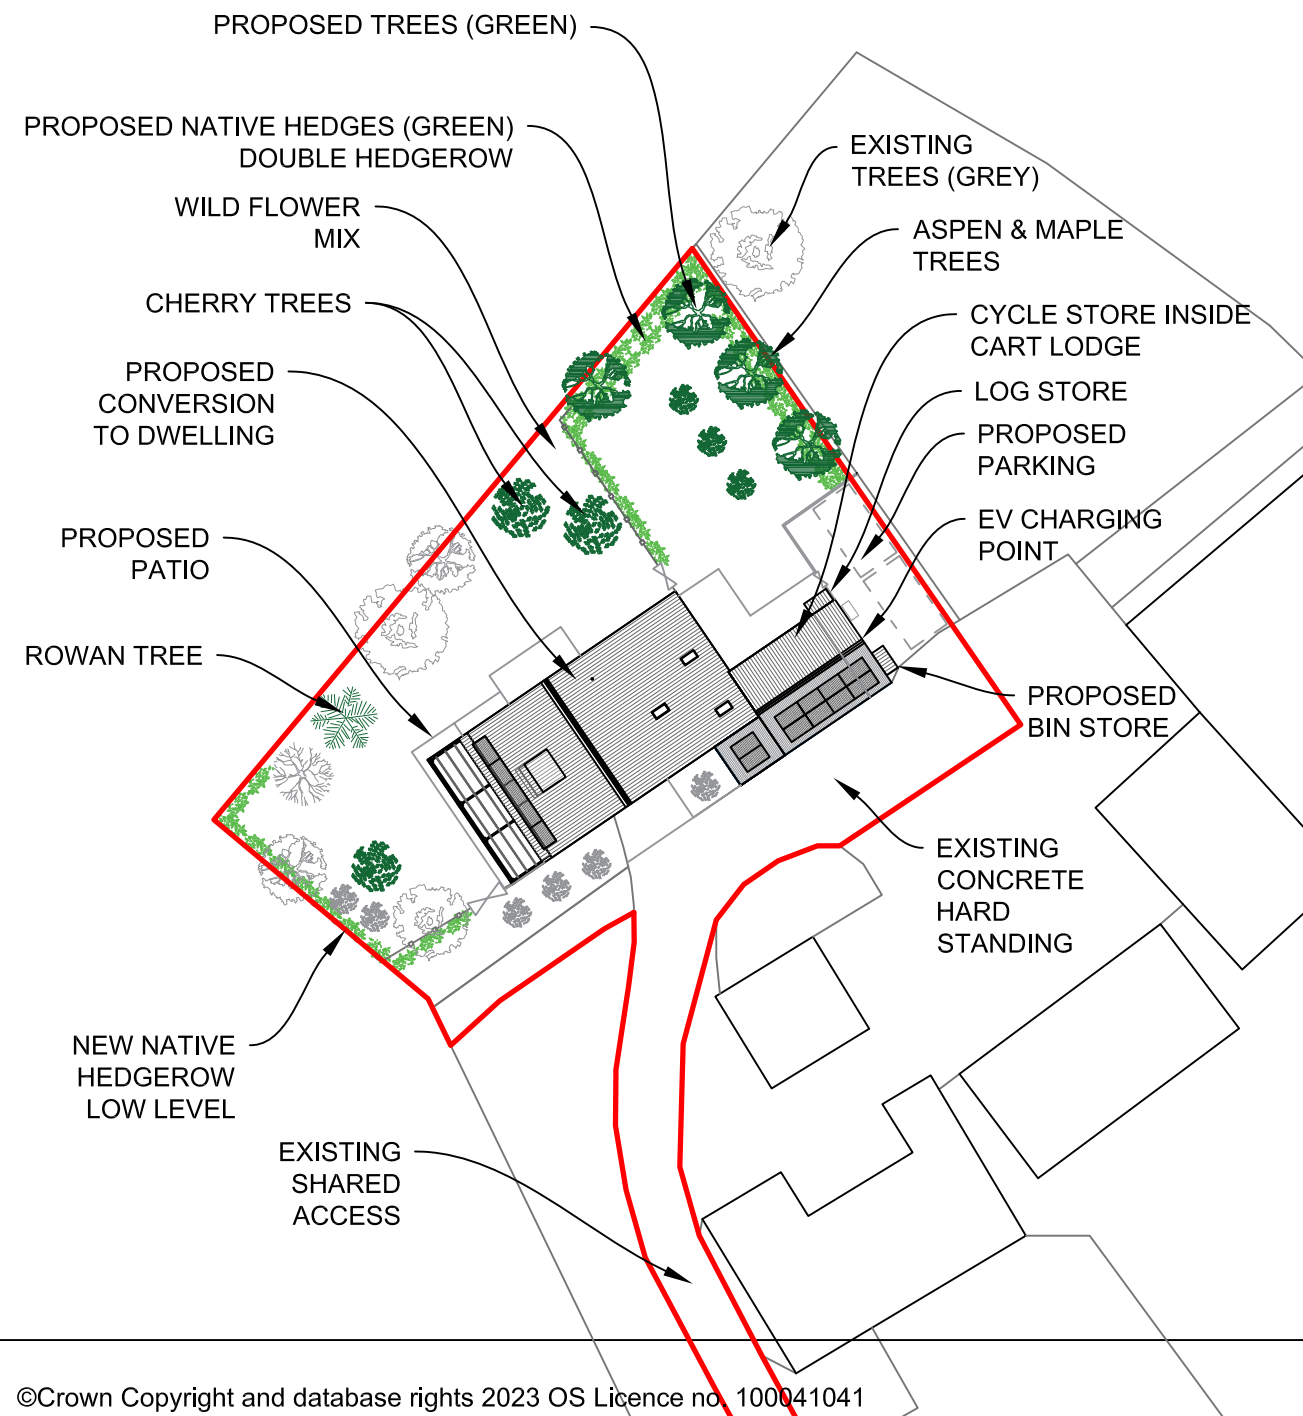 PROPOSED TREES (GREEN)
PROPOSED NATIVE HEDGES (GREEN)
DOUBLE HEDGEROW
WILD FLOWER
MIX
CHERRY TREES
PROPOSED
CONVERSION
TO DWELLING
PROPOSED
PATIO
ROWAN TREE
EXISTING
TREES (GREY)
ASPEN & MAPLE
TREES
CYCLE STORE INSIDE
CART LODGE
LOG STORE
PROPOSED
PARKING
EV CHARGING
POINT
PROPOSED
BIN STORE
EXISTING
CONCRETE
HARD
STANDING
NEW NATIVE
HEDGEROW
LOW LEVEL
EXISTING
SHARED
ACCESS
©Crown Copyright and database rights 2023 OS Licence no. 100041041